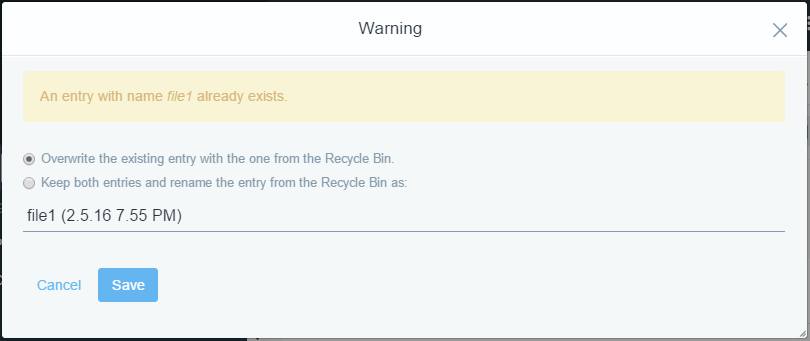 Warning
An entry with name file1 already exists.
Overwrite the existing entry with the one from the Recycle Bin.
Keep both entries and rename the entry from the Recycle Bin as:
file1 (2.5.16 7.55 PM)
Cancel Save